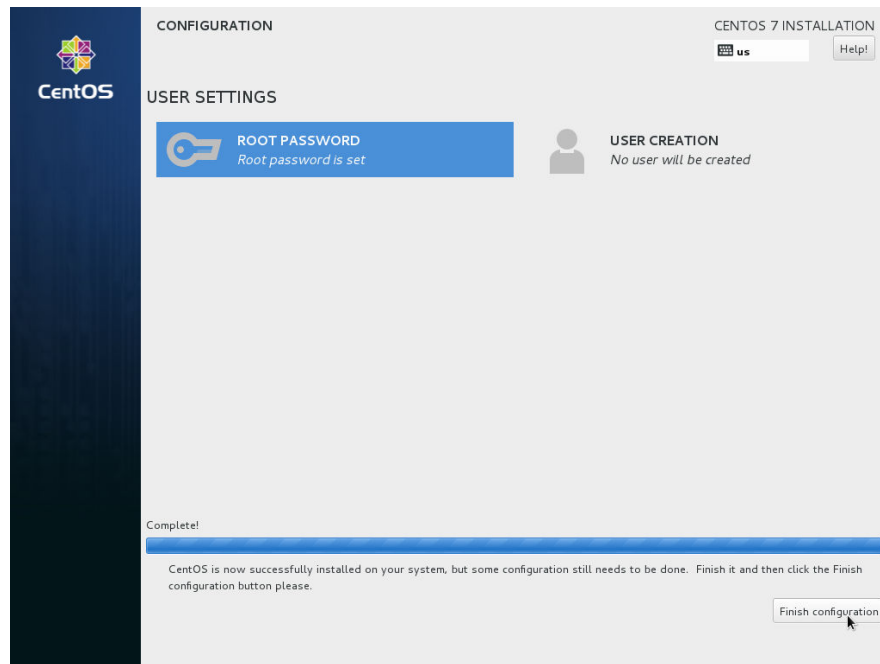 CentOS
CONFIGURATION
CENTOS 7 INSTALLATION
us
Help!
USER SETTINGS
ROOT PASSWORD
Root password is set
USER CREATION
No user will be created
Complete!
CentOS is now successfully installed on your system, but some configuration still needs to be done. Finish it and then click the Finish
configuration button please.
Finish configuration